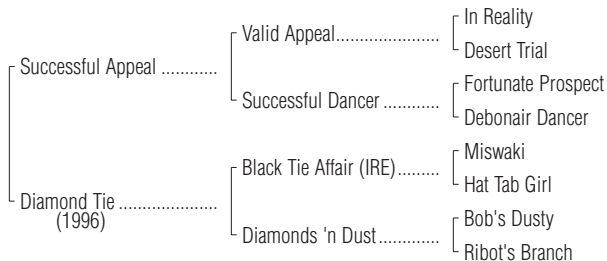 In Reality
Valid Appeal......................
Desert Trial
Successful Appeal ............
Fortunate Prospect
Successful Dancer ............
Debonair Dancer
Miswaki
Black Tie Affair (IRE).........
Hat Tab Girl
Diamond Tie .....................
(1996)
Bob's Dusty
Diamonds 'n Dust.............
Ribot's Branch